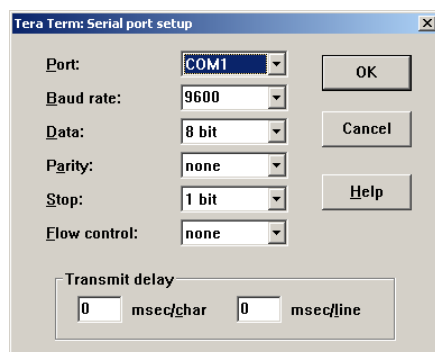 Tera Term: Serial port setup
Port: COM1 OK
Baud rate: 9600
Data: 8 bit Cancel
Parity: none
Stop: 1 bit Help
Flow control: none
Transmit delay
0 msec/char 0 msec/line